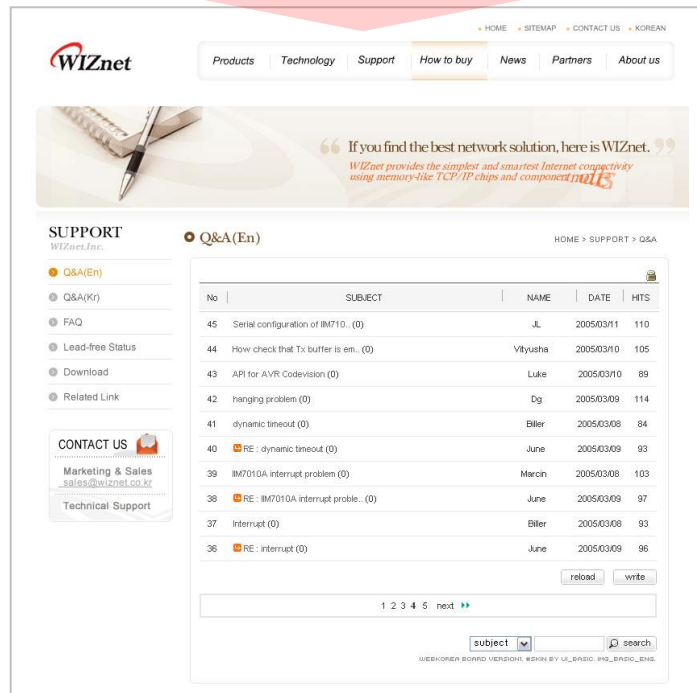 HOME SITEMAP CONTACT US KOREAN
WIZnet
Products Technology Support How to buy News Partners About us
If you find the best network solution, here is WIZnet.
WIZnet provides the simplest and smartest Internet connectivity
using memory-like TCP/IP chips and component
SUPPORT
WIZnet,Inc.
Q&A(En)
Q&A(Kr)
FAQ
Lead-free Status
Download
Related Link
CONTACT US
Marketing & Sales
sales@wiznet.co.kr
Technical Support
Q&A(En)
HOME > SUPPORT > Q&A
No SUBJECT NAME DATE HITS
45 Serial configuration of IIM710.. (0) JL 2005/03/11 110
44 How check that Tx buffer is em.. (0) Vityusha 2005/03/10 105
43 API for AVR Codevision (0) Luke 2005/03/10 89
42 hanging problem (0) Dg 2005/03/09 114
41 dynamic timeout (0) Biller 2005/03/08 84
40 RE : dynamic timeout (0) June 2005/03/09 93
39 IIM7010A interrupt problem (0) Marcin 2005/03/08 103
38 RE : IIM7010A interrupt proble.. (0) June 2005/03/09 97
37 Interrupt (0) Biller 2005/03/08 93
36 RE : interrupt (0) June 2005/03/09 96
reload write
1 2 3 4 5 next
subject search
WEBKOREA BOARD VERSION1. #SKIN BY UI_BASIC. IMG_BASIC_ENG.